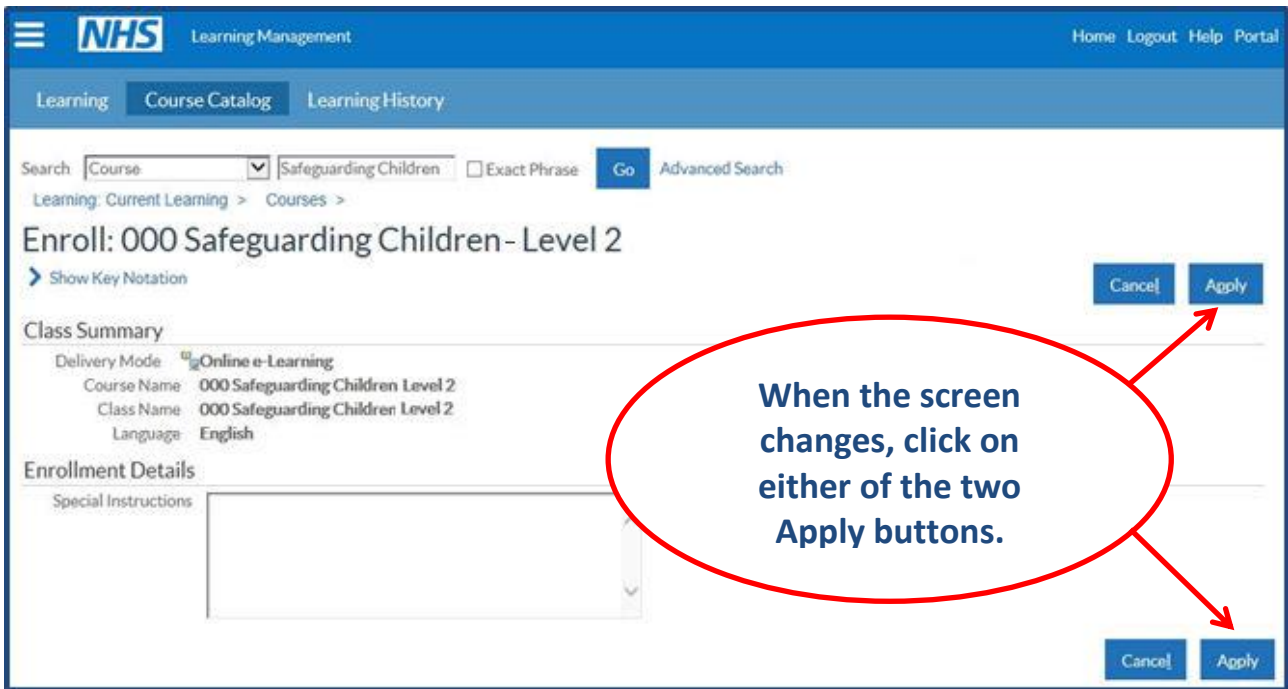 NHS Learning Management Home Logout Help Portal
Learning Course Catalog Learning History
Search Course Safeguarding Children Exact Phrase Go Advanced Search
Learning: Current Learning > Courses >
Enroll: 000 Safeguarding Children - Level 2
Show Key Notation
Cancel Apply
Class Summary
Delivery Mode Online e-Learning
Course Name 000 Safeguarding Children Level 2
Class Name 000 Safeguarding Children Level 2
Language English
Enrollment Details
Special Instructions
When the screen
changes, click on
either of the two
Apply buttons.
Cancel Apply